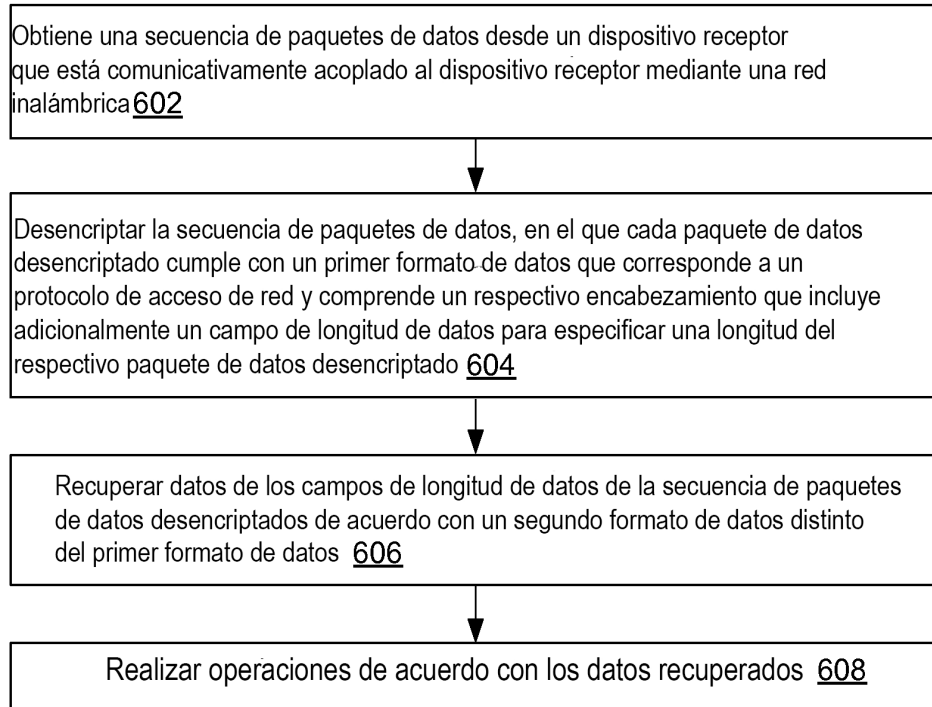 Obtiene una secuencia de paquetes de datos desde un dispositivo receptor
que está comunicativamente acoplado al dispositivo receptor mediante una red
inalámbrica 602
Desencriptar la secuencia de paquetes de datos, en el que cada paquete de datos
desencriptado cumple con un primer formato de datos que corresponde a un
protocolo de acceso de red y comprende un respectivo encabezamiento que incluye
adicionalmente un campo de longitud de datos para especificar una longitud del
respectivo paquete de datos desencriptado 604
Recuperar datos de los campos de longitud de datos de la secuencia de paquetes
de datos desencriptados de acuerdo con un segundo formato de datos distinto
del primer formato de datos 606
Realizar operaciones de acuerdo con los datos recuperados 608